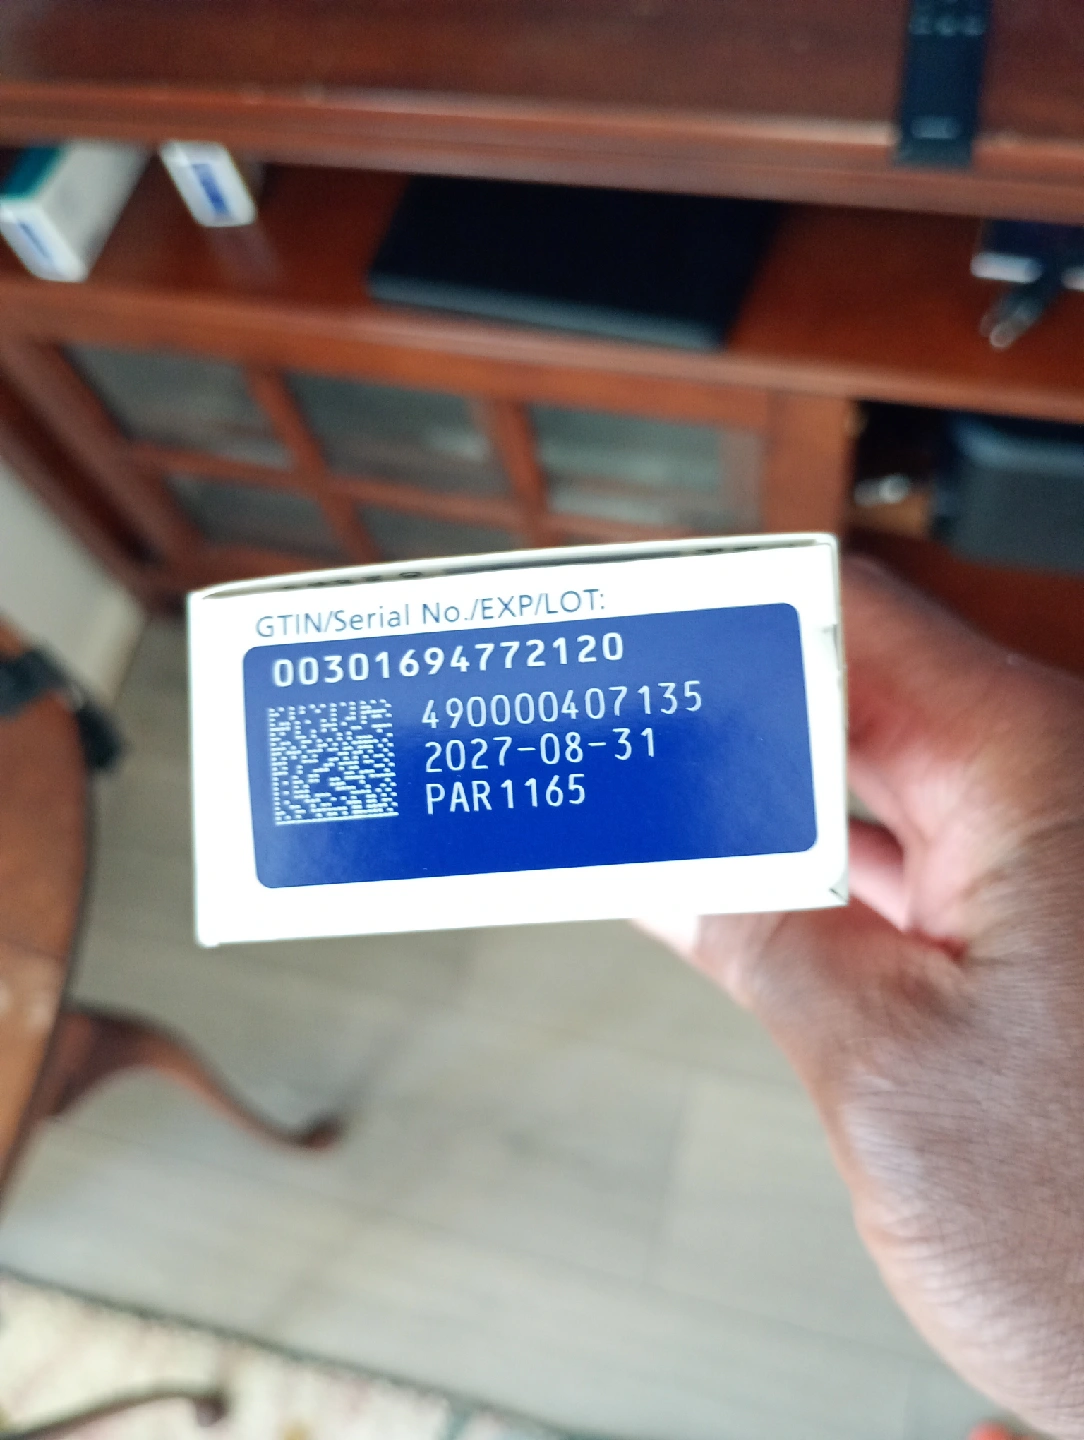 GTIN/Serial No./EXP/LOT:
00301694772120
490000407135
2027-08-31
PAR1165